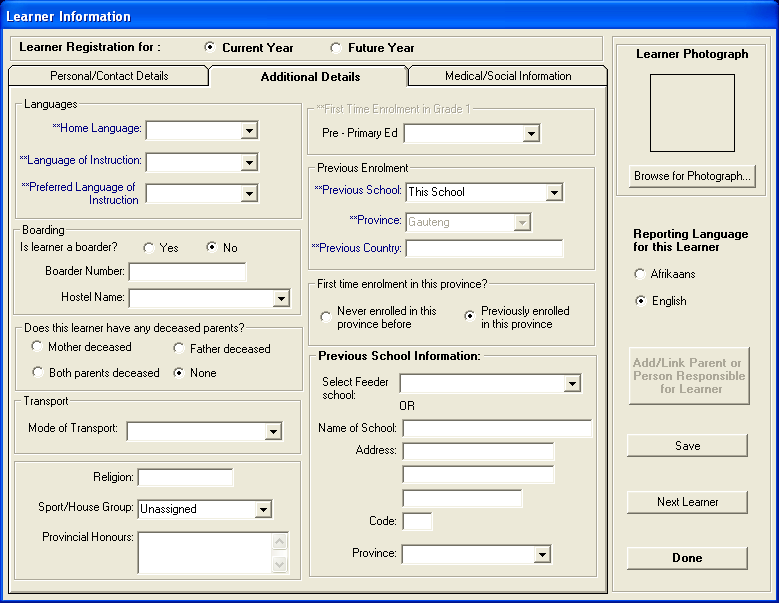 Learner Information
Learner Registration for : Current Year Future Year
Personal/Contact Details Additional Details Medical/Social Information
Languages
**Home Language:
**Language of Instruction:
**Preferred Language of
Instruction
Boarding
Is learner a boarder? Yes No
Boarder Number:
Hostel Name:
Does this learner have any deceased parents?
Mother deceased Father deceased
Both parents deceased None
Transport
Mode of Transport:
Religion:
Sport/House Group: Unassigned
Provincial Honours:
**First Time Enrolment in Grade 1
Pre - Primary Ed
Previous Enrolment
**Previous School: This School
**Province: Gauteng
**Previous Country:
First time enrolment in this province?
Never enrolled in this
province before
Previously enrolled
in this province
Previous School Information:
Select Feeder
school:
OR
Name of School:
Address:
Code:
Province:
Learner Photograph
Browse for Photograph...
Reporting Language
for this Learner
Afrikaans
English
Add/Link Parent or
Person Responsible
for Learner
Save
Next Learner
Done